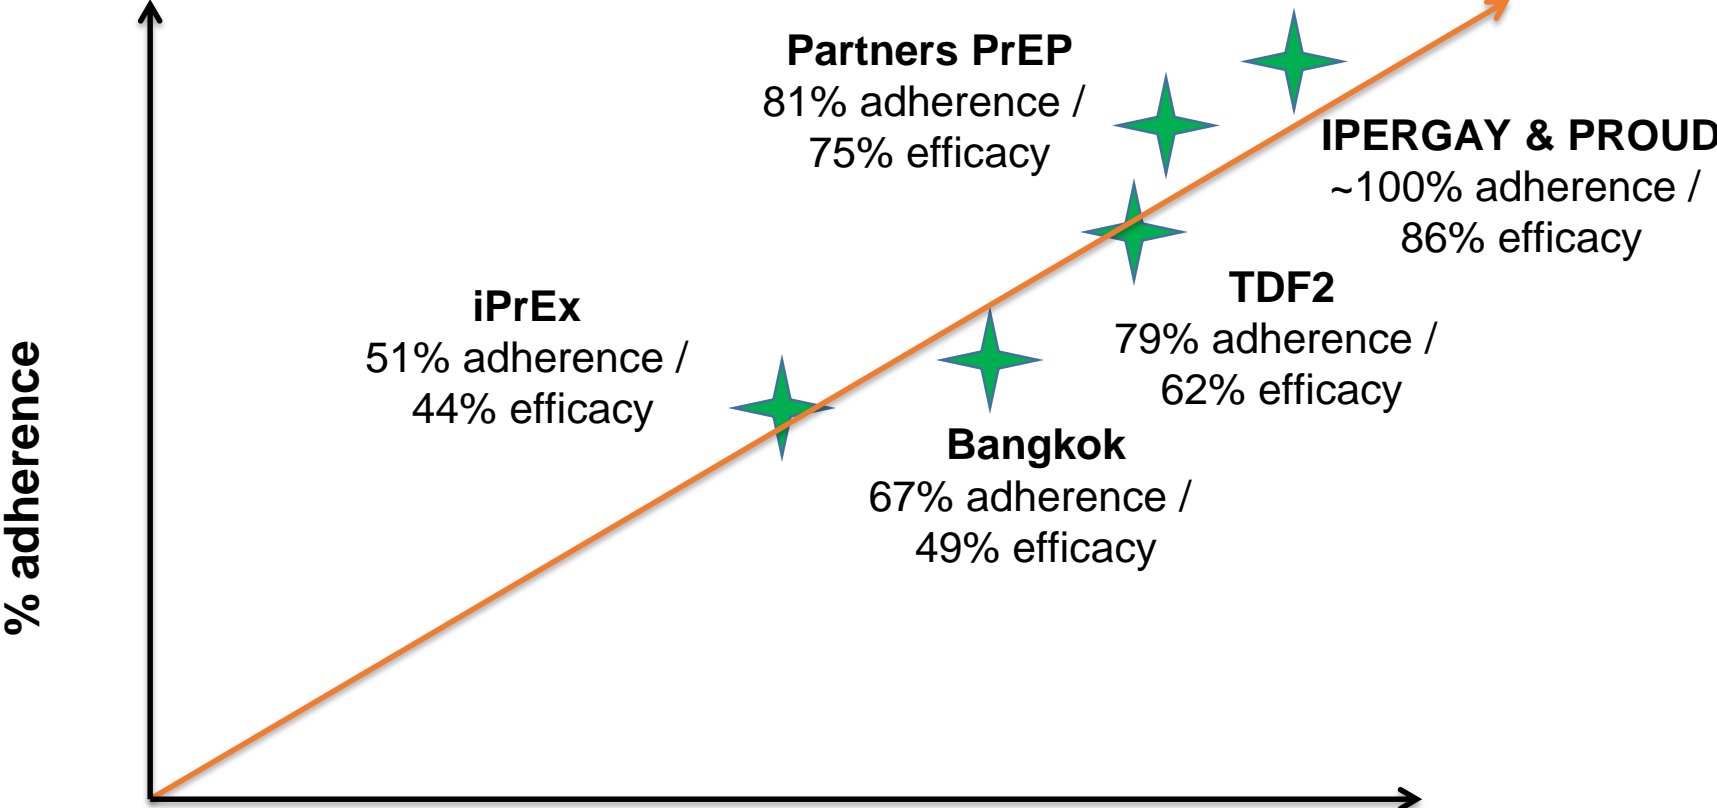 Partners PrEP
81% adherence /
75% efficacy
IPERGAY & PROUD
~100% adherence /
86% efficacy
TDF2
79% adherence /
62% efficacy
iPrEx
51% adherence /
44% efficacy
Bangkok
67% adherence /
49% efficacy
% adherence